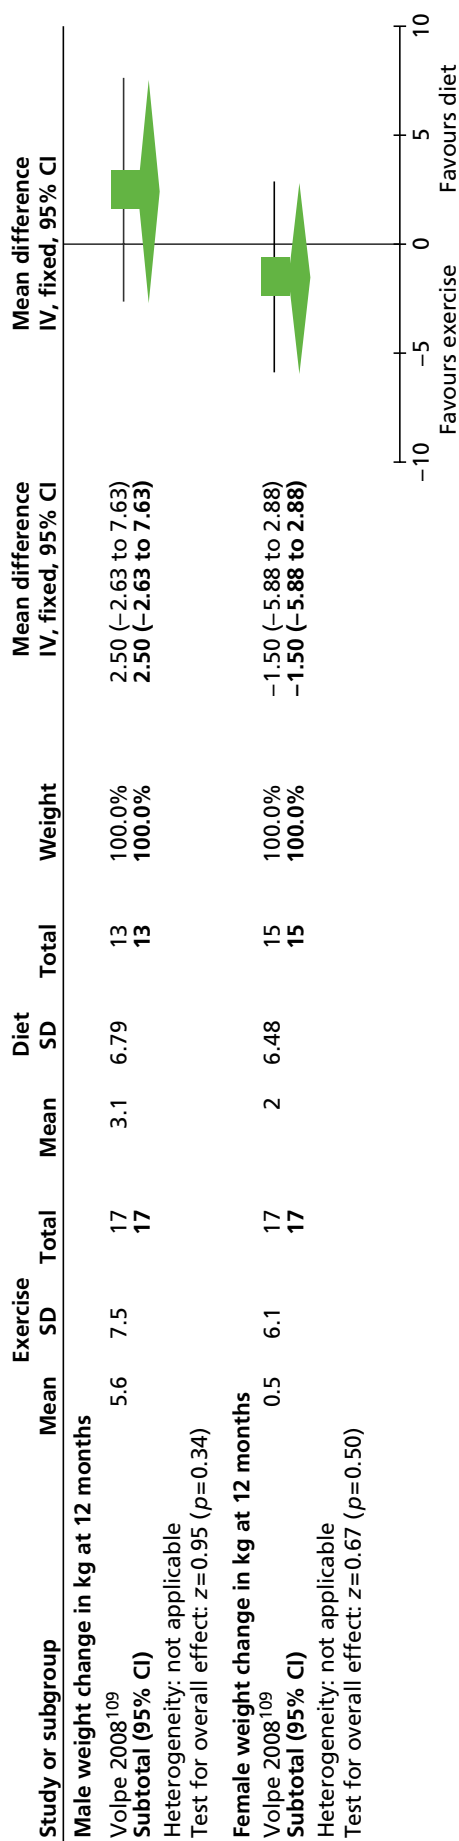 Exercise Diet Mean difference Mean difference
Study or subgroup Mean SD Total Mean SD Total Weight IV, fixed, 95% CI IV, fixed, 95% CI
Male weight change in kg at 12 months
Volpe 2008¹⁰⁹ 5.6 7.5 17 3.1 6.79 13 100.0% 2.50 (−2.63 to 7.63)
Subtotal (95% CI) 17 13 100.0% 2.50 (−2.63 to 7.63)
Heterogeneity: not applicable
Test for overall effect: z=0.95 (p=0.34)
Female weight change in kg at 12 months
Volpe 2008¹⁰⁹ 0.5 6.1 17 2 6.48 15 100.0% −1.50 (−5.88 to 2.88)
Subtotal (95% CI) 17 15 100.0% −1.50 (−5.88 to 2.88)
Heterogeneity: not applicable
Test for overall effect: z=0.67 (p=0.50)
−10 −5 0 5 10
Favours exercise Favours diet